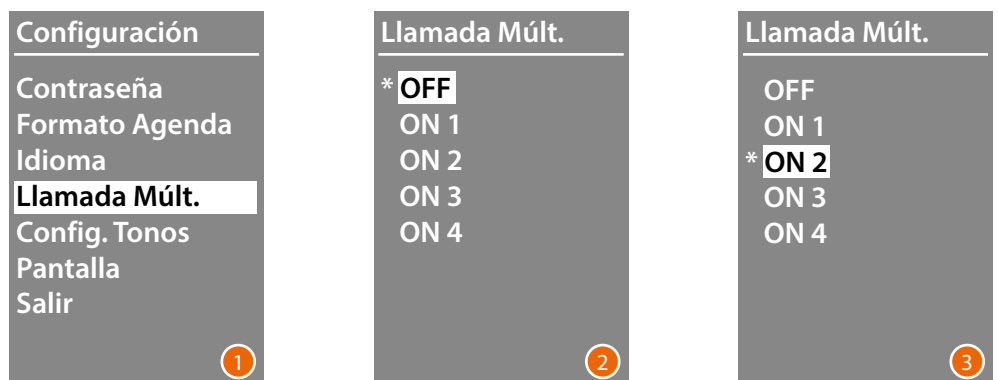 Configuración
Contraseña
Formato Agenda
Idioma
Llamada Múlt.
Config. Tonos
Pantalla
Salir
1
Llamada Múlt.
* OFF
ON 1
ON 2
ON 3
ON 4
2
Llamada Múlt.
OFF
ON 1
* ON 2
ON 3
ON 4
3